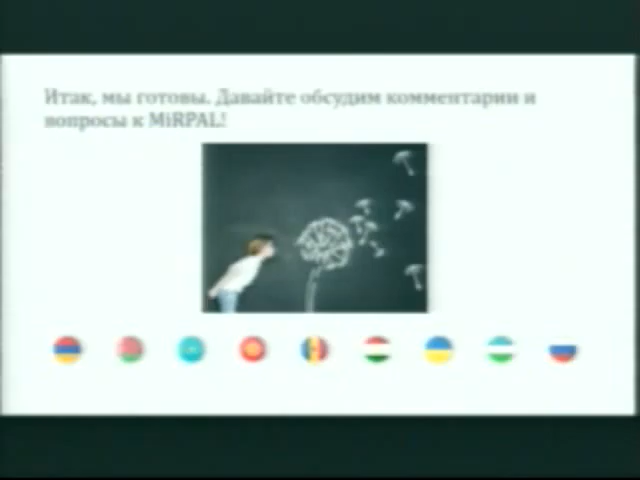 Итак, мы готовы. Давайте обсудим комментарии и
вопросы к MiRPAL!